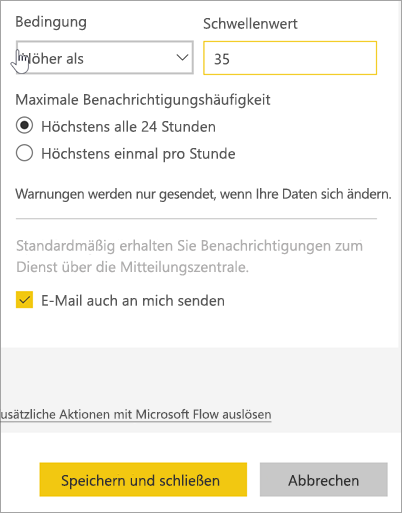 Bedingung Schwellenwert
Höher als 35
Maximale Benachrichtigungshäufigkeit
Höchstens alle 24 Stunden
Höchstens einmal pro Stunde
Warnungen werden nur gesendet, wenn Ihre Daten sich ändern.
Standardmäßig erhalten Sie Benachrichtigungen zum
Dienst über die Mitteilungszentrale.
E-Mail auch an mich senden
usätzliche Aktionen mit Microsoft Flow auslösen
Speichern und schließen Abbrechen